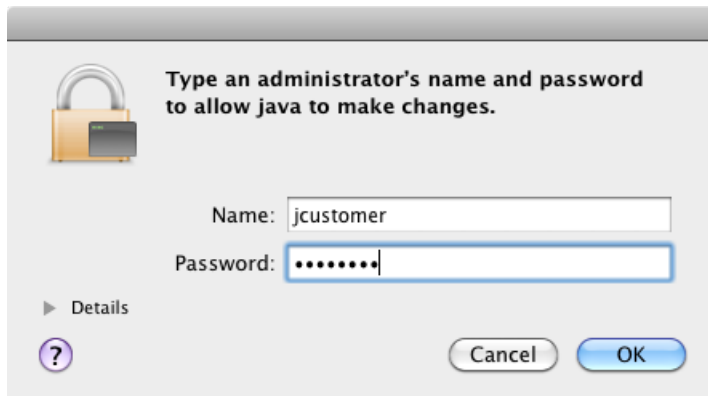 Type an administrator's name and password
to allow java to make changes.
Name: jcustomer
Password: ••••••••
Details
?
Cancel OK